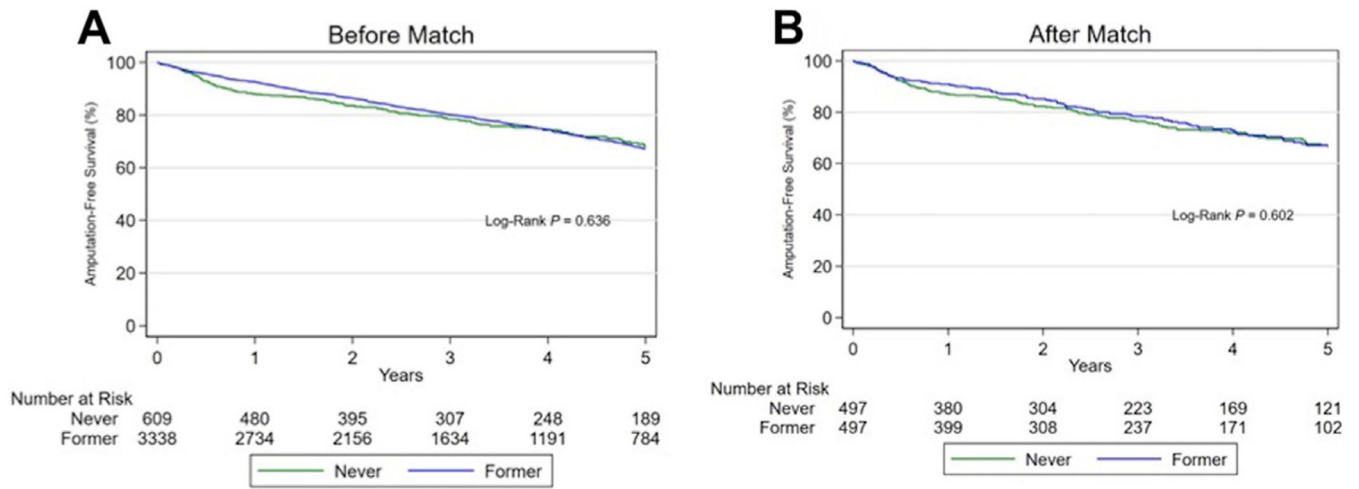 A
Before Match
100
80
60
40
20
0
Amputation-Free Survival (%)
Log-Rank P = 0.636
0 1 2 3 4 5
Years
Number at Risk
Never 609 480 395 307 248 189
Former 3338 2734 2156 1634 1191 784
Never Former
B
After Match
100
80
60
40
20
0
Amputation-Free Survival (%)
Log-Rank P = 0.602
0 1 2 3 4 5
Years
Number at Risk
Never 497 380 304 223 169 121
Former 497 399 308 237 171 102
Never Former